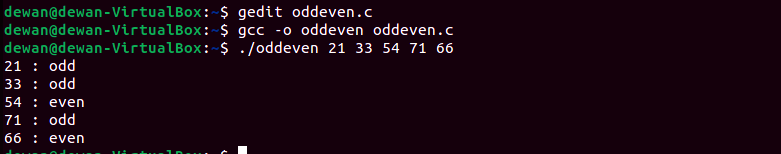 dewan@dewan-VirtualBox:~$ gedit oddeven.c
dewan@dewan-VirtualBox:~$ gcc -o oddeven oddeven.c
dewan@dewan-VirtualBox:~$ ./oddeven 21 33 54 71 66
21 : odd
33 : odd
54 : even
71 : odd
66 : even
dewan@dewan-VirtualBox:~$